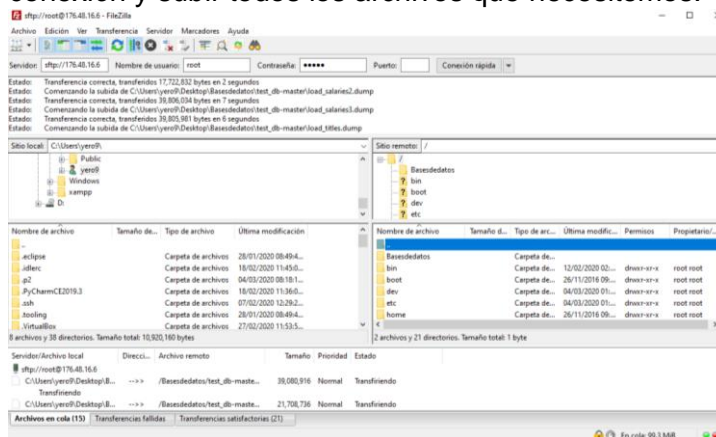 conexión y subir todos los archivos que necesitemos.
sftp://root@176.48.16.6 - FileZilla
Archivo Edición Ver Transferencia Servidor Marcadores Ayuda
Servidor: sftp://176.48.16.6 Nombre de usuario: root Contraseña: ●●●●● Puerto: Conexión rápida
Estado: Transferencia correcta, transferidos 17,722,832 bytes en 2 segundos
Estado: Comenzando la subida de C:\Users\yero9\Desktop\Basesdedatos\test_db-master\load_salaries2.dump
Estado: Transferencia correcta, transferidos 39,806,034 bytes en 7 segundos
Estado: Comenzando la subida de C:\Users\yero9\Desktop\Basesdedatos\test_db-master\load_salaries3.dump
Estado: Transferencia correcta, transferidos 39,805,981 bytes en 6 segundos
Estado: Comenzando la subida de C:\Users\yero9\Desktop\Basesdedatos\test_db-master\load_titles.dump
Sitio local: C:\Users\yero9\ Sitio remoto: /
Public /
yero9 Basesdedatos
Windows ? bin
xampp ? boot
D: ? dev
? etc
Nombre de archivo Tamaño de... Tipo de archivo Última modificación Nombre de archivo Tamaño d... Tipo de arc... Última modific... Permisos Propietario/...
.. ..
.eclipse Carpeta de archivos 28/01/2020 08:49:4... Basesdedatos Carpeta de...
.idlerc Carpeta de archivos 18/02/2020 11:45:0... bin Carpeta de... 12/02/2020 02:... drwxr-xr-x root root
.p2 Carpeta de archivos 04/03/2020 08:18:1... boot Carpeta de... 26/11/2016 09:... drwxr-xr-x root root
.PyCharmCE2019.3 Carpeta de archivos 18/02/2020 11:36:0... dev Carpeta de... 04/03/2020 01:... drwxr-xr-x root root
.ssh Carpeta de archivos 07/02/2020 12:29:2... etc Carpeta de... 04/03/2020 01:... drwxr-xr-x root root
.tooling Carpeta de archivos 28/01/2020 08:49:4... home Carpeta de... 26/11/2016 09:... drwxr-xr-x root root
.VirtualBox Carpeta de archivos 27/02/2020 11:53:5...
8 archivos y 38 directorios. Tamaño total: 10,920,160 bytes 2 archivos y 21 directorios. Tamaño total: 1 byte
Servidor/Archivo local Direcci... Archivo remoto Tamaño Prioridad Estado
sftp://root@176.48.16.6
C:\Users\yero9\Desktop\B... -->> /Basesdedatos/test_db-maste... 39,080,916 Normal Transfiriendo
Transfiriendo
C:\Users\yero9\Desktop\B... -->> /Basesdedatos/test_db-maste... 21,708,736 Normal Transfiriendo
Archivos en cola (15) Transferencias fallidas Transferencias satisfactorias (21)
En cola: 99.3 MiB